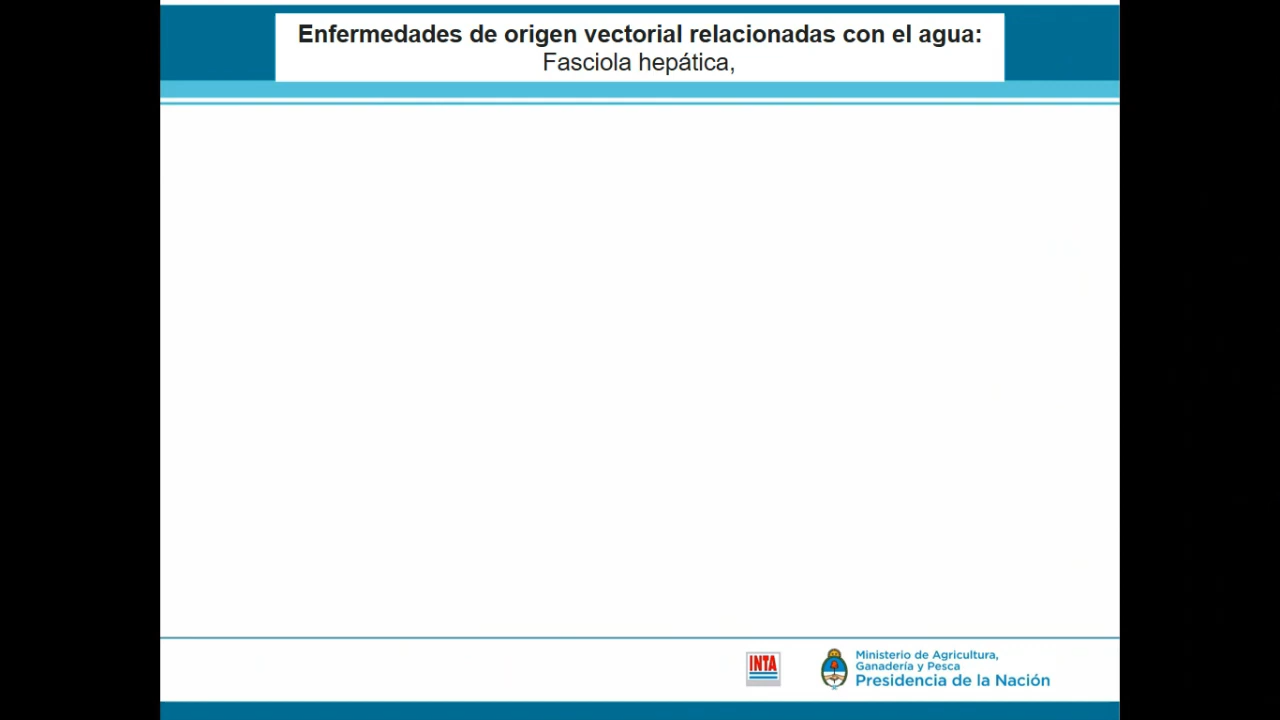 Enfermedades de origen vectorial relacionadas con el agua:
Fasciola hepática,
INTA
Ministerio de Agricultura,
Ganadería y Pesca
Presidencia de la Nación